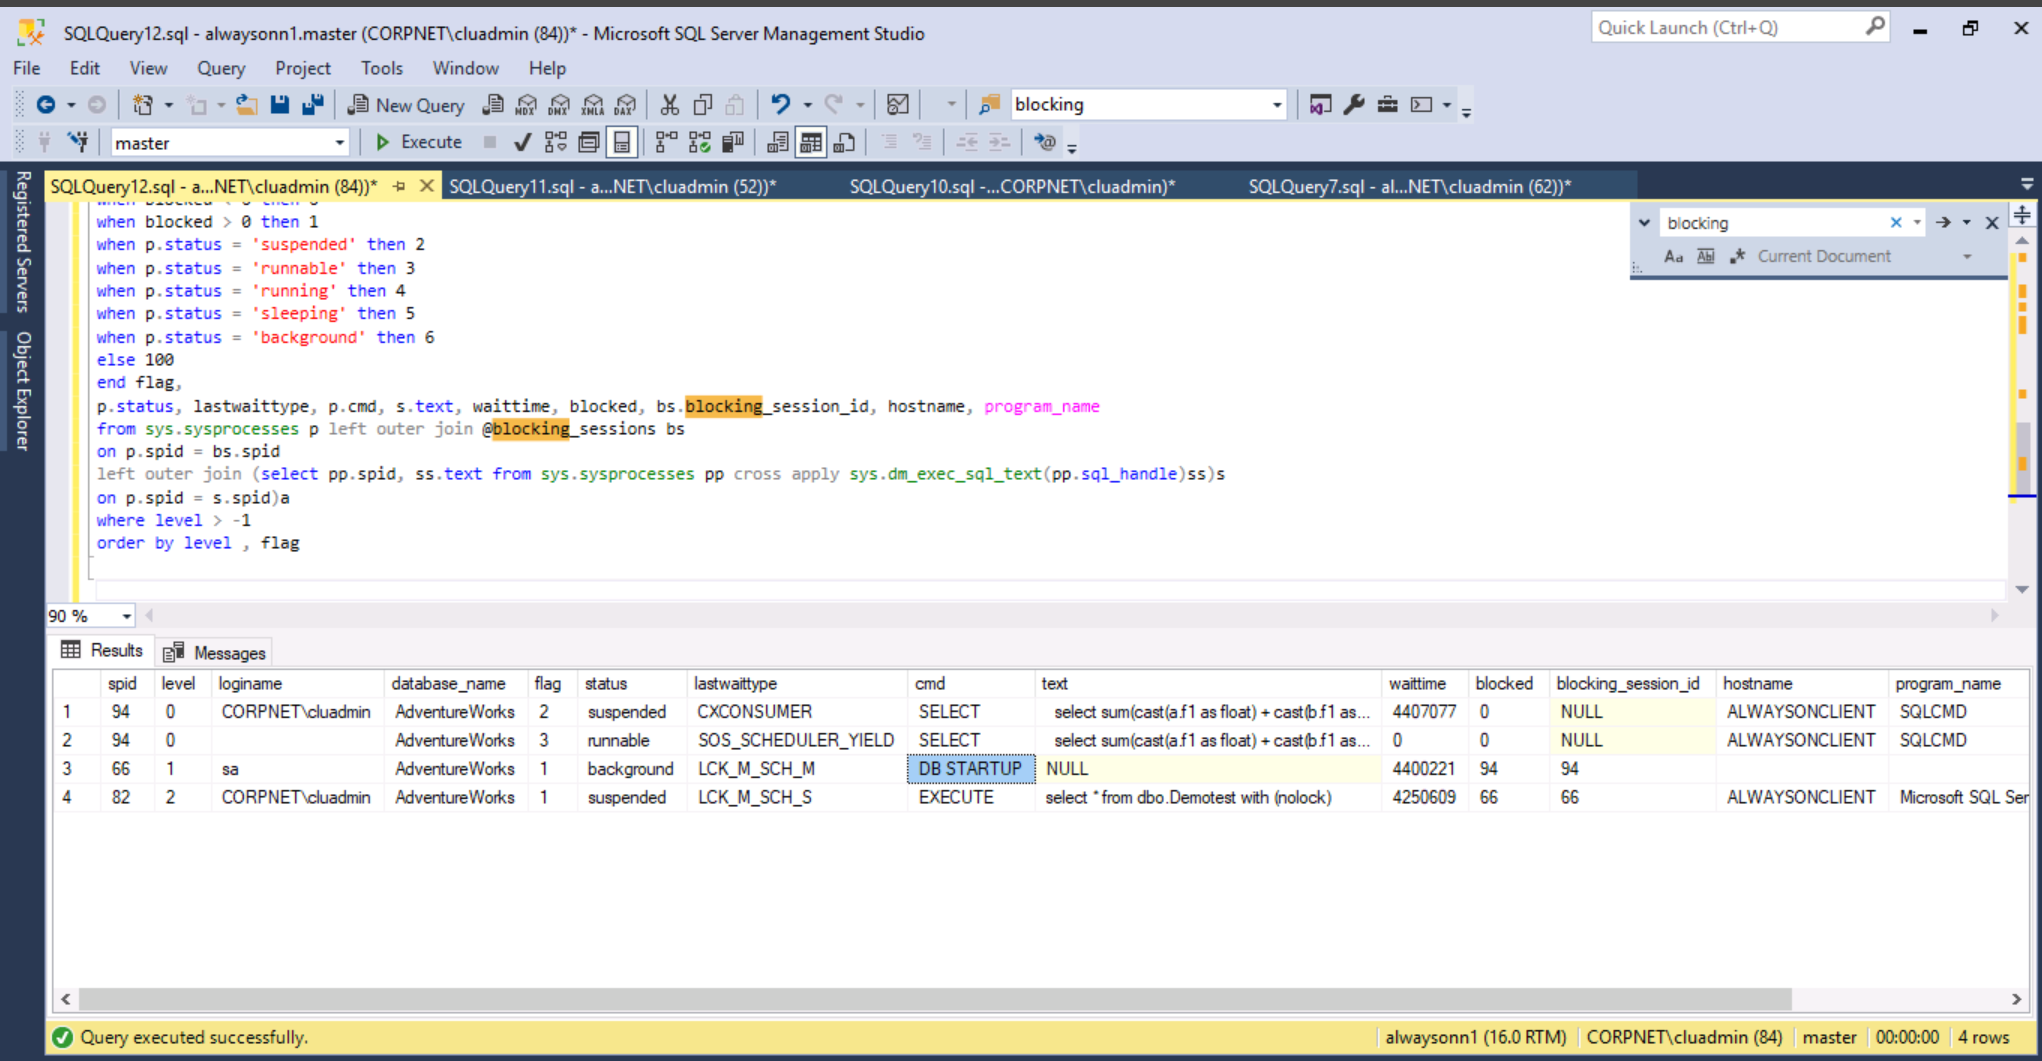 SQLQuery12.sql - alwaysonn1.master (CORPNET\cluadmin (84))* - Microsoft SQL Server Management Studio
Quick Launch (Ctrl+Q)
File Edit View Query Project Tools Window Help
New Query MDX DMX XMLA DAX blocking
master Execute
Registered Servers
Object Explorer
SQLQuery12.sql - a...NET\cluadmin (84))* SQLQuery11.sql - a...NET\cluadmin (52))* SQLQuery10.sql -...CORPNET\cluadmin)* SQLQuery7.sql - al...NET\cluadmin (62))*
blocking
Aa Ab Current Document
when blocked > 0 then 1
when p.status = 'suspended' then 2
when p.status = 'runnable' then 3
when p.status = 'running' then 4
when p.status = 'sleeping' then 5
when p.status = 'background' then 6
else 100
end flag,
p.status, lastwaittype, p.cmd, s.text, waittime, blocked, bs.blocking_session_id, hostname, program_name
from sys.sysprocesses p left outer join @blocking_sessions bs
on p.spid = bs.spid
left outer join (select pp.spid, ss.text from sys.sysprocesses pp cross apply sys.dm_exec_sql_text(pp.sql_handle)ss)s
on p.spid = s.spid)a
where level > -1
order by level , flag
90 %
Results Messages
spid level loginame database_name flag status lastwaittype cmd text waittime blocked blocking_session_id hostname program_name
1 94 0 CORPNET\cluadmin AdventureWorks 2 suspended CXCONSUMER SELECT select sum(cast(a.f1 as float) + cast(b.f1 as... 4407077 0 NULL ALWAYSONCLIENT SQLCMD
2 94 0 AdventureWorks 3 runnable SOS_SCHEDULER_YIELD SELECT select sum(cast(a.f1 as float) + cast(b.f1 as... 0 0 NULL ALWAYSONCLIENT SQLCMD
3 66 1 sa AdventureWorks 1 background LCK_M_SCH_M DB STARTUP NULL 4400221 94 94
4 82 2 CORPNET\cluadmin AdventureWorks 1 suspended LCK_M_SCH_S EXECUTE select * from dbo.Demotest with (nolock) 4250609 66 66 ALWAYSONCLIENT Microsoft SQL Ser
Query executed successfully. alwaysonn1 (16.0 RTM) CORPNET\cluadmin (84) master 00:00:00 4 rows